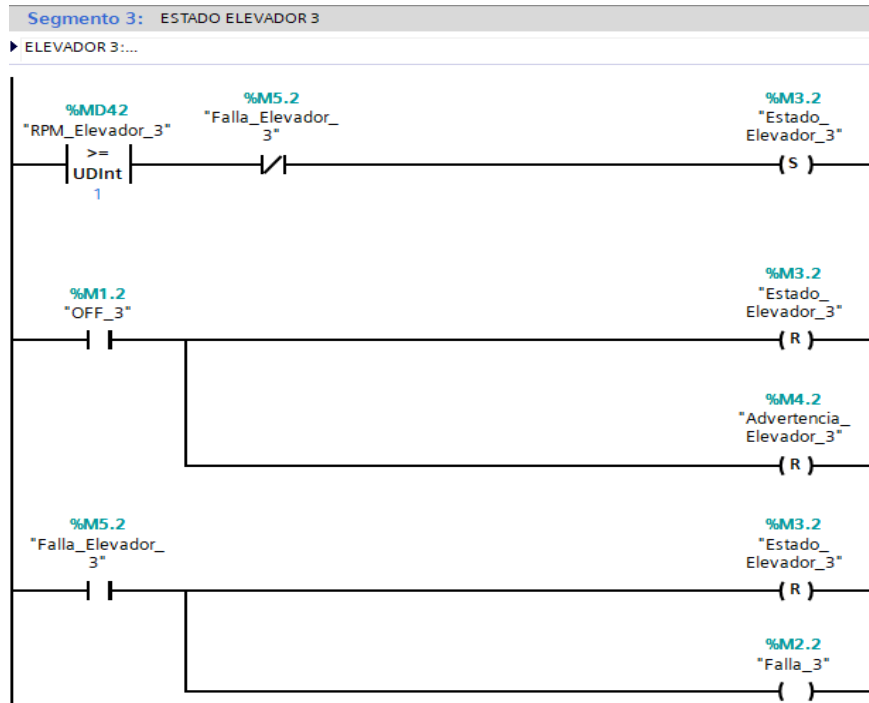 Segmento 3: ESTADO ELEVADOR 3
ELEVADOR 3:...
%MD42
"RPM_Elevador_3"
>=
UDInt
1
%M5.2
"Falla_Elevador_
3"
%M3.2
"Estado_
Elevador_3"
S
%M1.2
"OFF_3"
%M3.2
"Estado_
Elevador_3"
R
%M4.2
"Advertencia_
Elevador_3"
R
%M5.2
"Falla_Elevador_
3"
%M3.2
"Estado_
Elevador_3"
R
%M2.2
"Falla_3"